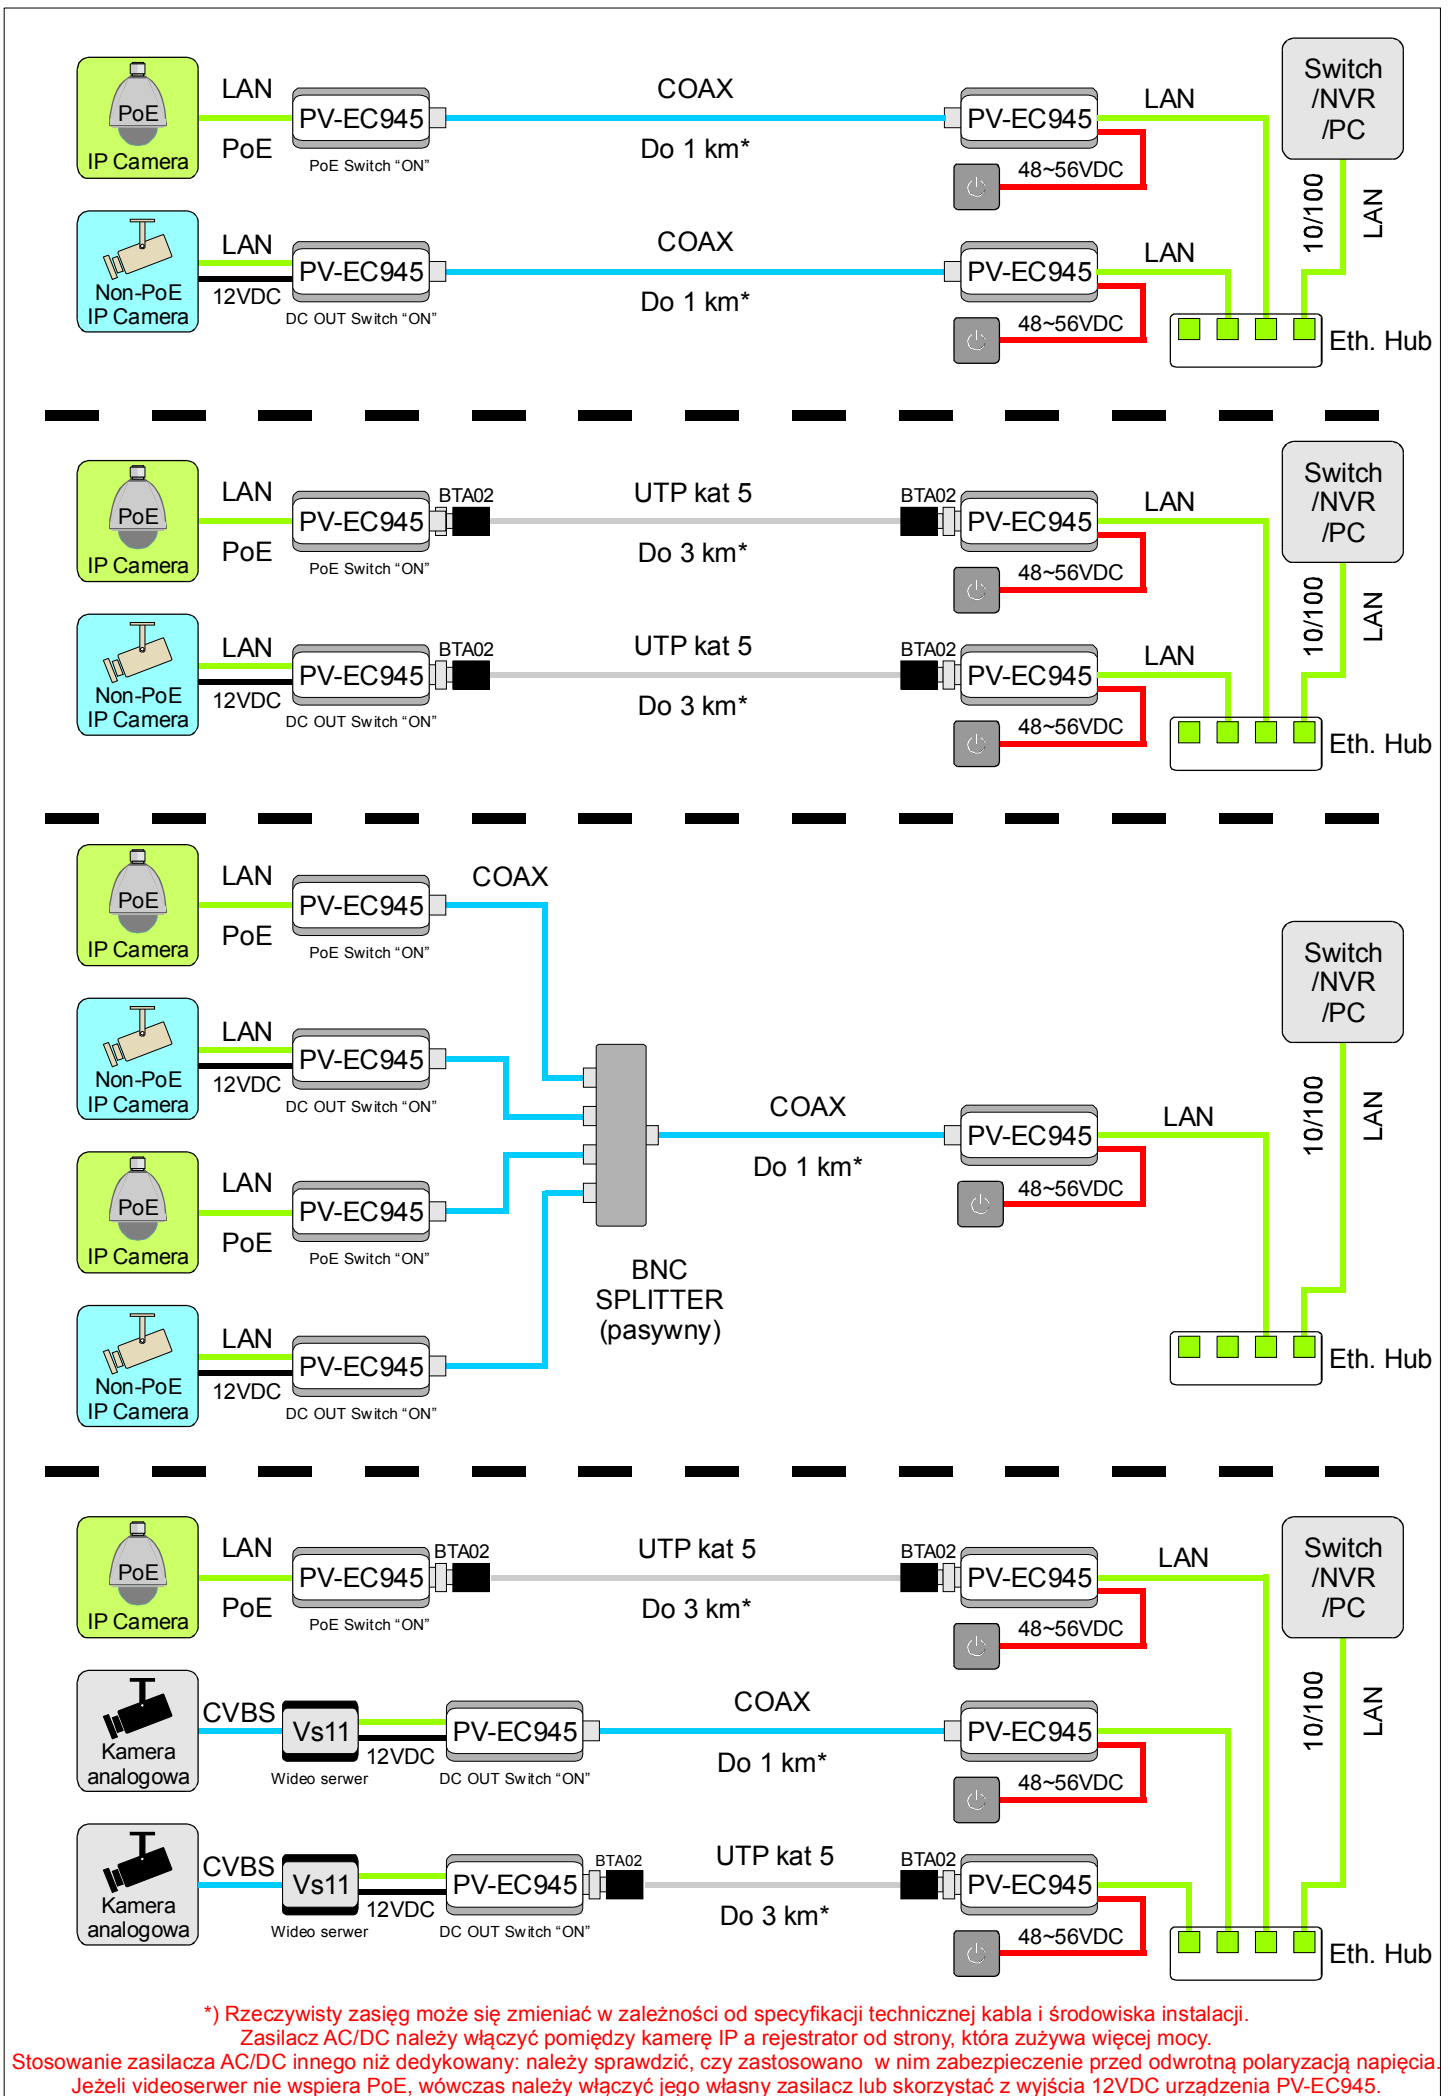 LAN
PoE
PoE
IP Camera
PV-EC945
PoE Switch “ON”
COAX
Do 1 km*
PV-EC945
48~56VDC
LAN
Switch
/NVR
/PC
10/100
LAN
Non-PoE
IP Camera
LAN
12VDC
PV-EC945
DC OUT Switch “ON”
COAX
Do 1 km*
PV-EC945
48~56VDC
LAN
Eth. Hub
PoE
IP Camera
LAN
PoE
PV-EC945
PoE Switch “ON”
BTA02
UTP kat 5
Do 3 km*
BTA02
PV-EC945
48~56VDC
LAN
Switch
/NVR
/PC
10/100
LAN
Non-PoE
IP Camera
LAN
12VDC
PV-EC945
DC OUT Switch “ON”
BTA02
UTP kat 5
Do 3 km*
BTA02
PV-EC945
48~56VDC
LAN
Eth. Hub
PoE
IP Camera
LAN
PoE
PV-EC945
PoE Switch “ON”
COAX
Non-PoE
IP Camera
LAN
12VDC
PV-EC945
DC OUT Switch “ON”
PoE
IP Camera
LAN
PoE
PV-EC945
PoE Switch “ON”
Non-PoE
IP Camera
LAN
12VDC
PV-EC945
DC OUT Switch “ON”
BNC
SPLITTER
(pasywny)
COAX
Do 1 km*
PV-EC945
48~56VDC
LAN
Switch
/NVR
/PC
10/100
LAN
Eth. Hub
PoE
IP Camera
LAN
PoE
PV-EC945
PoE Switch “ON”
BTA02
UTP kat 5
Do 3 km*
BTA02
PV-EC945
48~56VDC
LAN
Switch
/NVR
/PC
10/100
LAN
Kamera
analogowa
CVBS
Vs11
Wideo serwer
12VDC
PV-EC945
DC OUT Switch “ON”
COAX
Do 1 km*
PV-EC945
48~56VDC
Kamera
analogowa
CVBS
Vs11
Wideo serwer
12VDC
PV-EC945
DC OUT Switch “ON”
BTA02
UTP kat 5
Do 3 km*
BTA02
PV-EC945
48~56VDC
Eth. Hub
*) Rzeczywisty zasięg może się zmieniać w zależności od specyfikacji technicznej kabla i środowiska instalacji.
Zasilacz AC/DC należy włączyć pomiędzy kamerę IP a rejestrator od strony, która zużywa więcej mocy.
Stosowanie zasilacza AC/DC innego niż dedykowany: należy sprawdzić, czy zastosowano w nim zabezpieczenie przed odwrotną polaryzacją napięcia.
Jeżeli videoserwer nie wspiera PoE, wówczas należy włączyć jego własny zasilacz lub skorzystać z wyjścia 12VDC urządzenia PV-EC945.